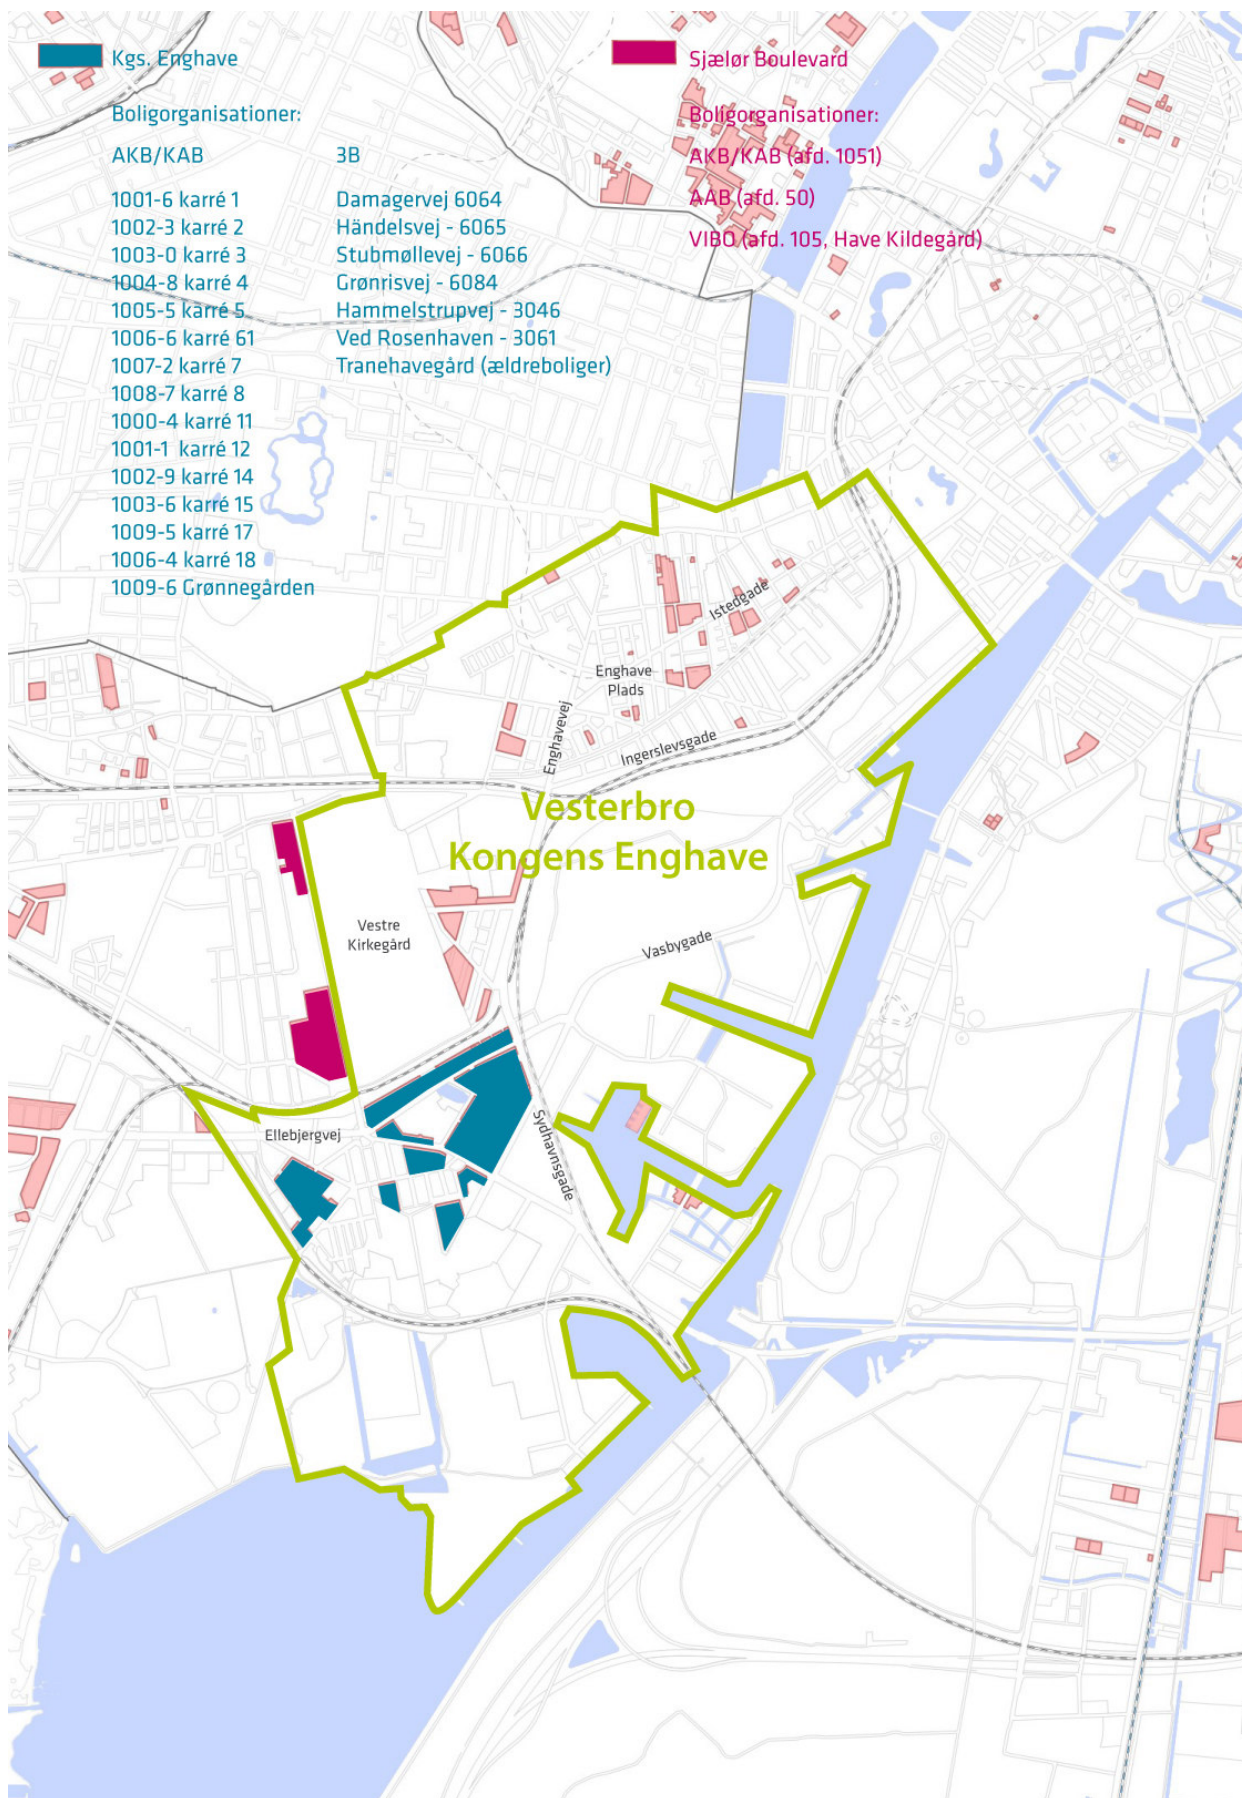 Kgs. Enghave
Boligorganisationer:
AKB/KAB
1001-6 karré 1
1002-3 karré 2
1003-0 karré 3
1004-8 karré 4
1005-5 karré 5
1006-6 karré 61
1007-2 karré 7
1008-7 karré 8
1000-4 karré 11
1001-1 karré 12
1002-9 karré 14
1003-6 karré 15
1009-5 karré 17
1006-4 karré 18
1009-6 Grønnegården
3B
Damagervej 6064
Händelsvej - 6065
Stubmøllevej - 6066
Grønrisvej - 6084
Hammelstrupvej - 3046
Ved Rosenhaven - 3061
Tranehavegård (ældreboliger)
Sjælør Boulevard
Boligorganisationer:
AKB/KAB (afd. 1051)
AAB (afd. 50)
VIBO (afd. 105, Have Kildegård)
Istedgade
Enghave
Plads
Enghavevej
Ingerslevsgade
Vesterbro
Kongens Enghave
Vestre
Kirkegård
Vasbygade
Ellebjergvej
Sydhavnsgade